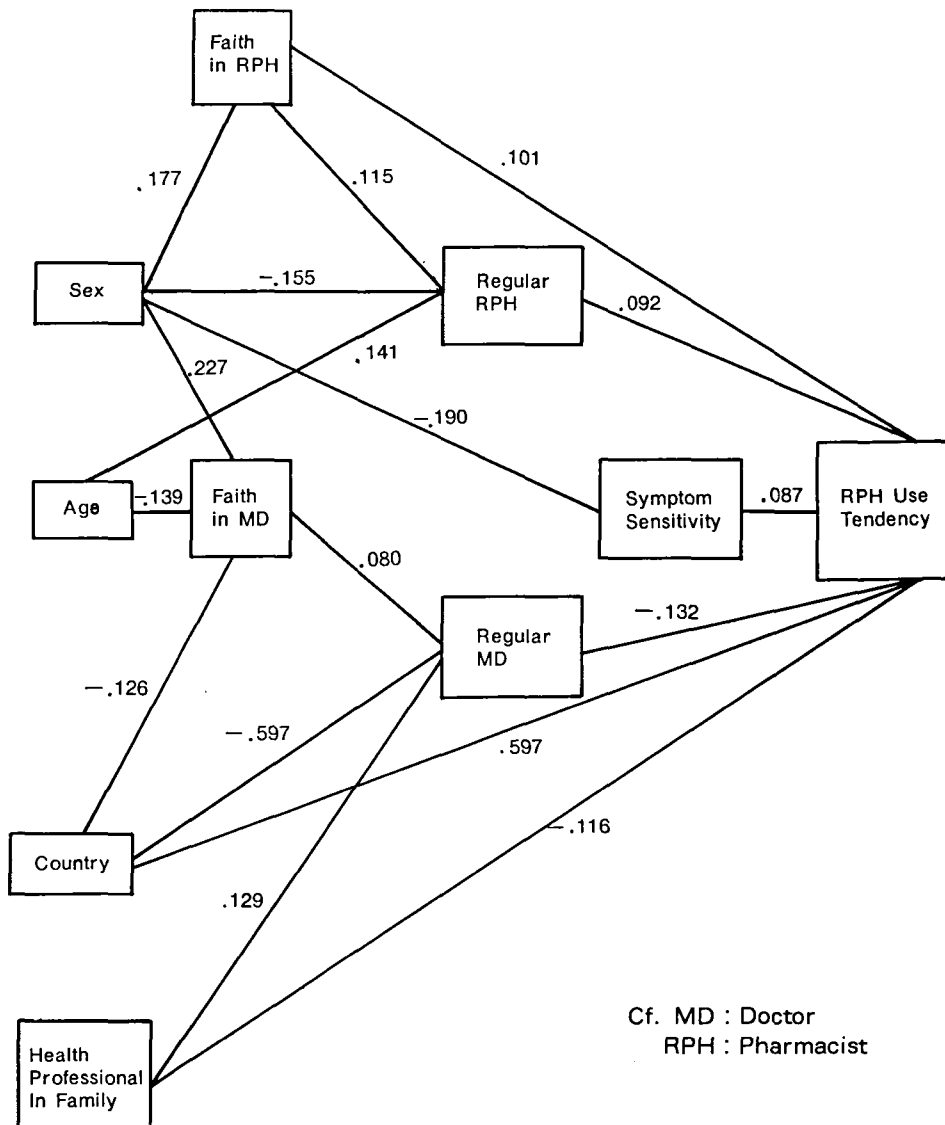 Faith
in RPH
.177
.115
.101
Sex
−.155
Regular
RPH
.092
.141
.227
−.190
Age
−.139
Faith
in MD
Symptom
Sensitivity
.087
RPH Use
Tendency
.080
Regular
MD
−.132
−.126
−.597
.597
Country
−.116
.129
Health
Professional
In Family
Cf. MD : Doctor
RPH : Pharmacist